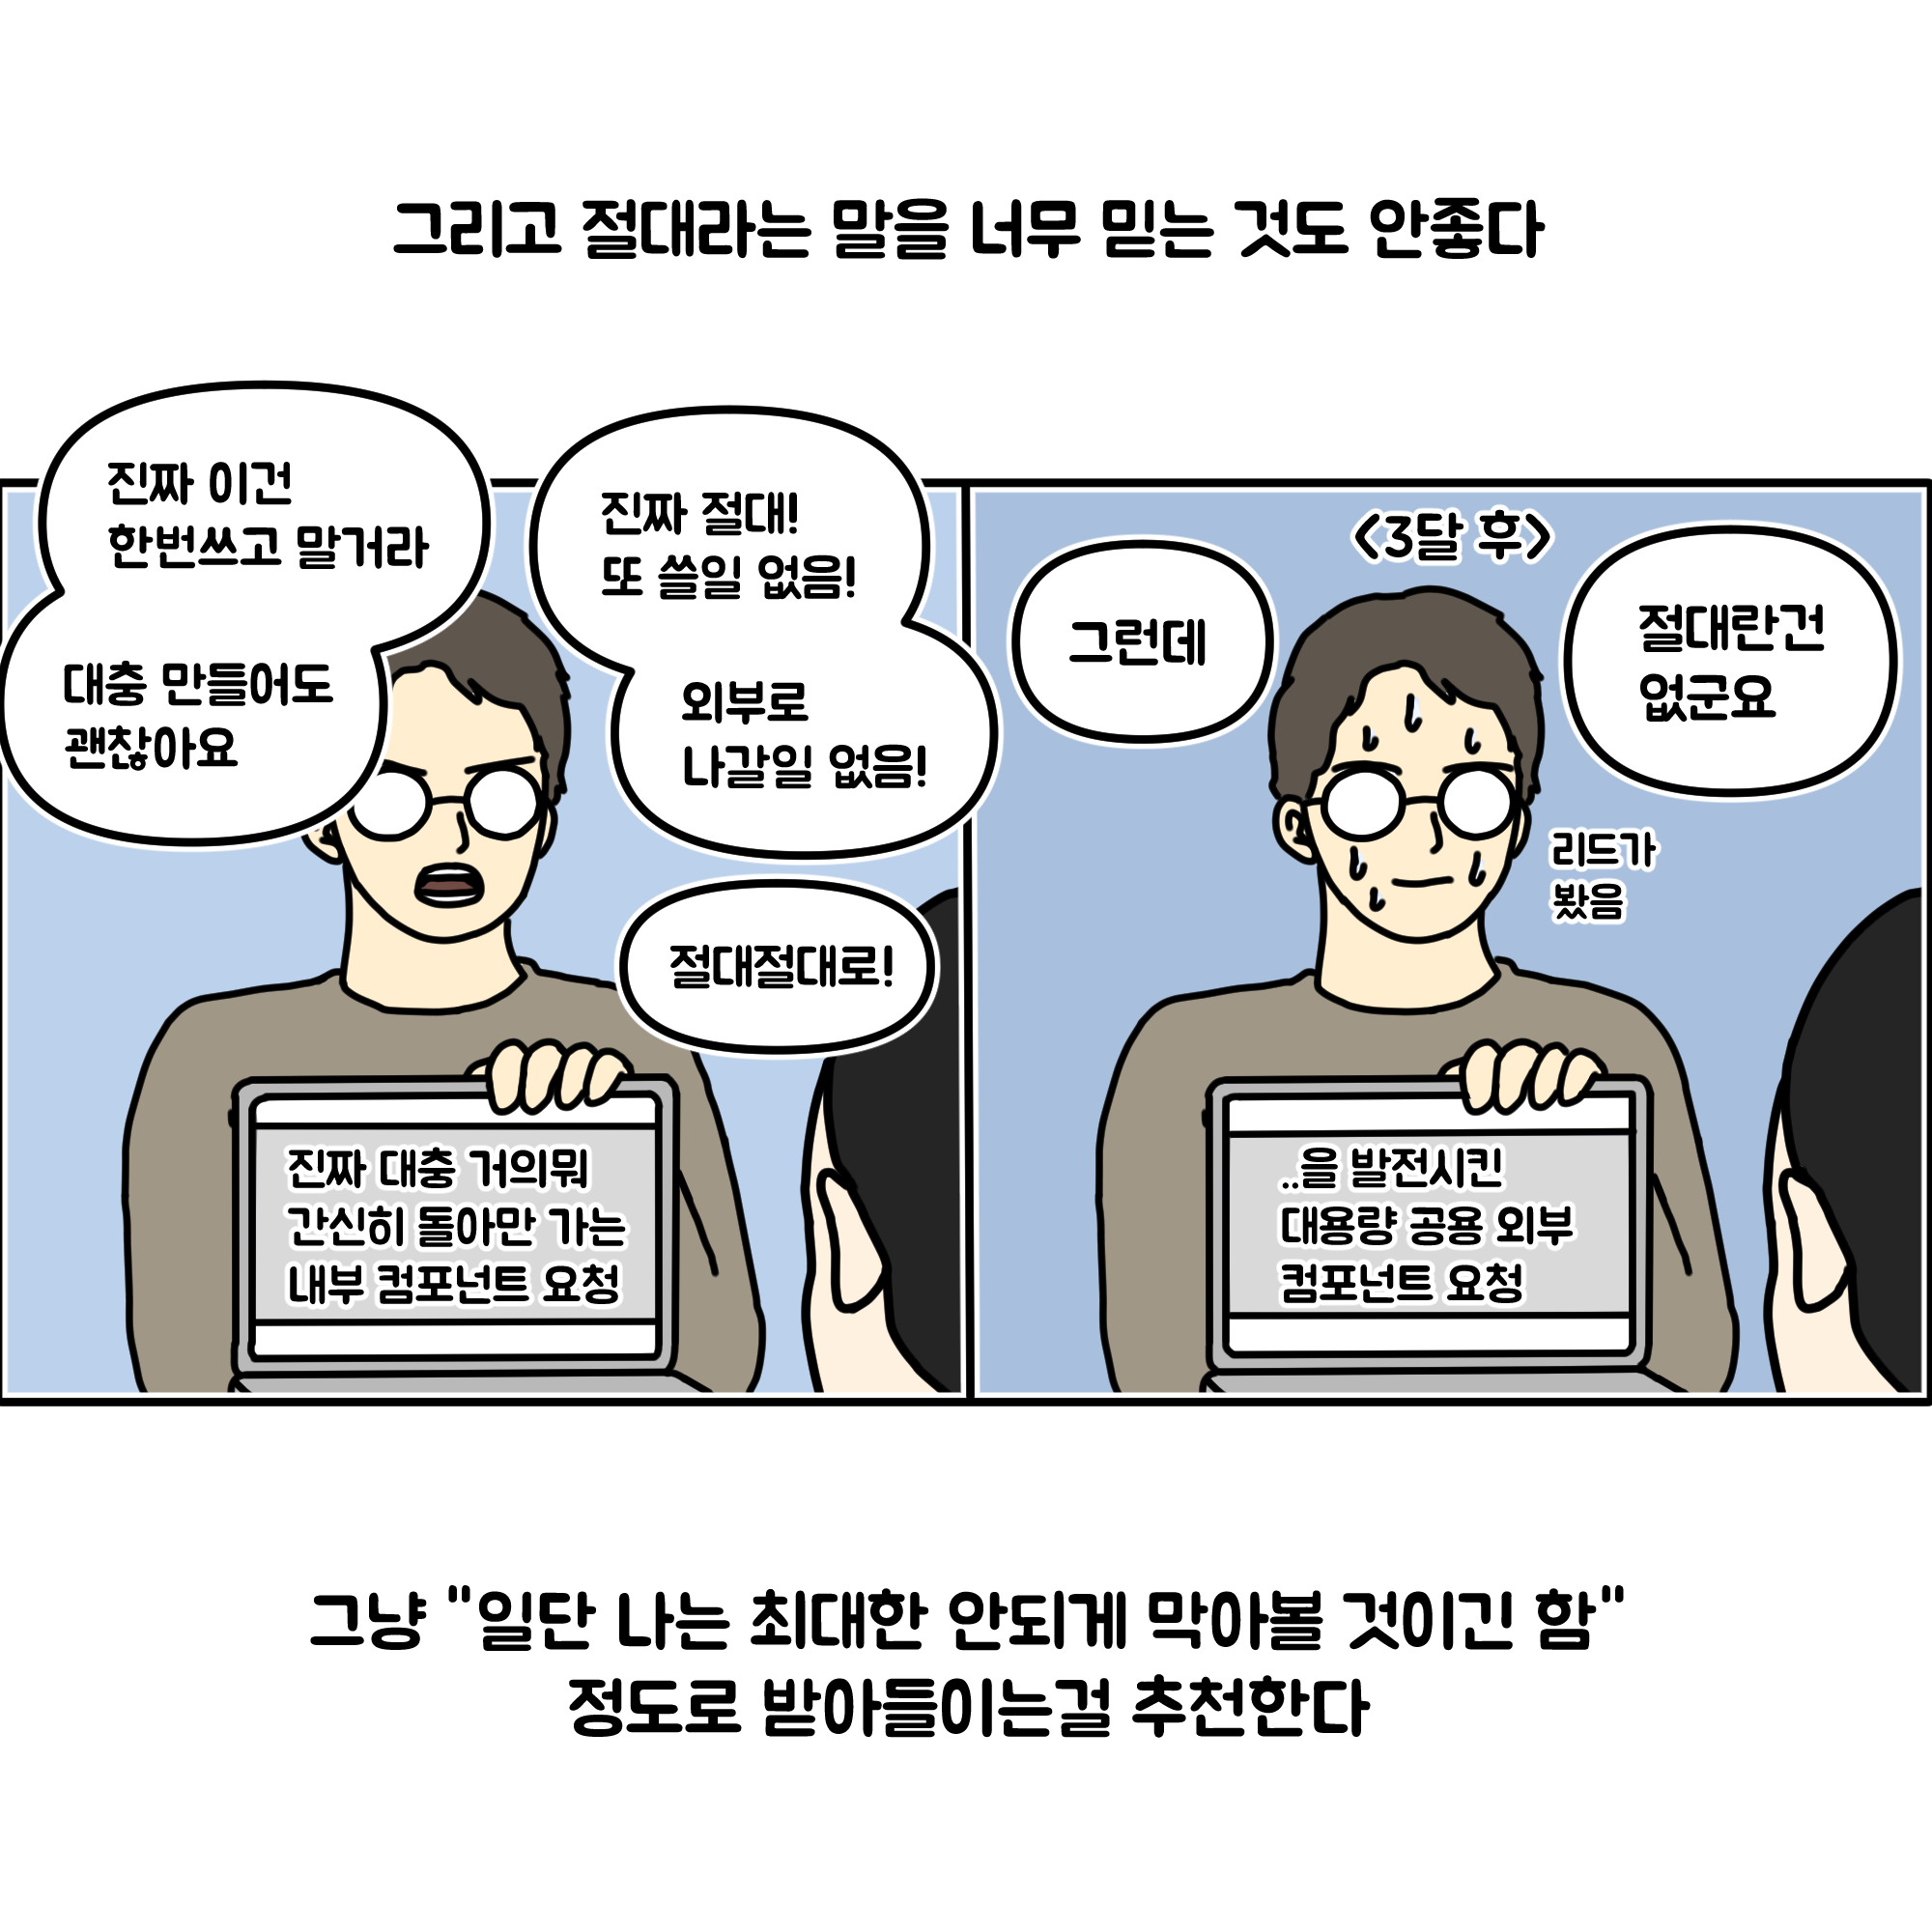 그리고 절대라는 말을 너무 믿는 것도 안좋다
진짜 이건
한번쓰고 말거라
대충 만들어도
괜찮아요
진짜 절대!
또 쓸일 없음!
외부로
나갈일 없음!
절대절대로!
진짜 대충 거의뭐
간신히 돌아만 가는
내부 컴포넌트 요청
<3달 후>
그런데
절대란건
없군요
리드가
봤음
..을 발전시킨
대용량 공용 외부
컴포넌트 요청
그냥 "일단 나는 최대한 안되게 막아볼 것이긴 함"
정도로 받아들이는걸 추천한다